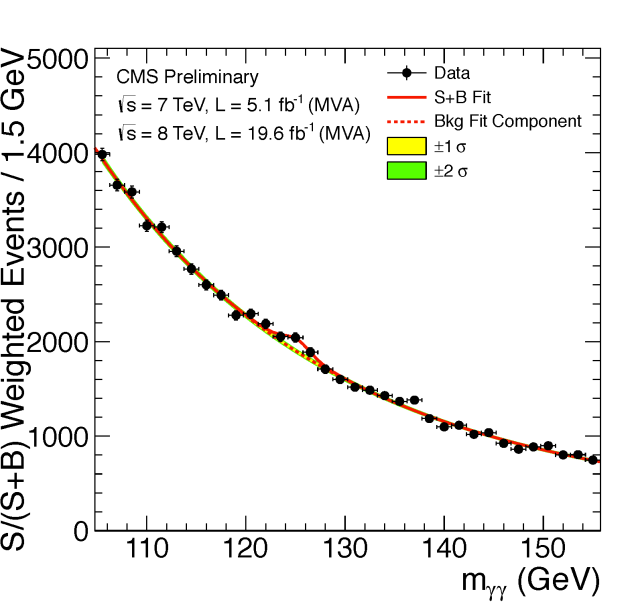 S/(S+B) Weighted Events / 1.5 GeV
5000
4000
3000
2000
1000
0
CMS Preliminary
√s = 7 TeV, L = 5.1 fb⁻¹ (MVA)
√s = 8 TeV, L = 19.6 fb⁻¹ (MVA)
Data
S+B Fit
Bkg Fit Component
±1 σ
±2 σ
110 120 130 140 150
mγγ (GeV)